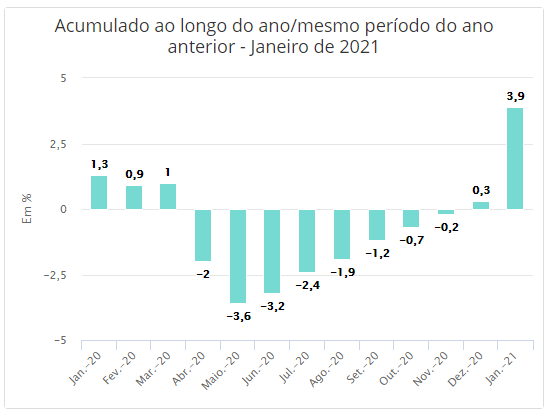 Acumulado ao longo do ano/mesmo período do ano
anterior - Janeiro de 2021
Em %
5
2,5
0
−2,5
−5
1,3
0,9
1
−2
−3,6
−3,2
−2,4
−1,9
−1,2
−0,7
−0,2
0,3
3,9
Jan.-20
Fev.-20
Mar.-20
Abr.-20
Maio-20
Jun.-20
Jul.-20
Ago.-20
Set.-20
Out.-20
Nov.-20
Dez.-20
Jan.-21